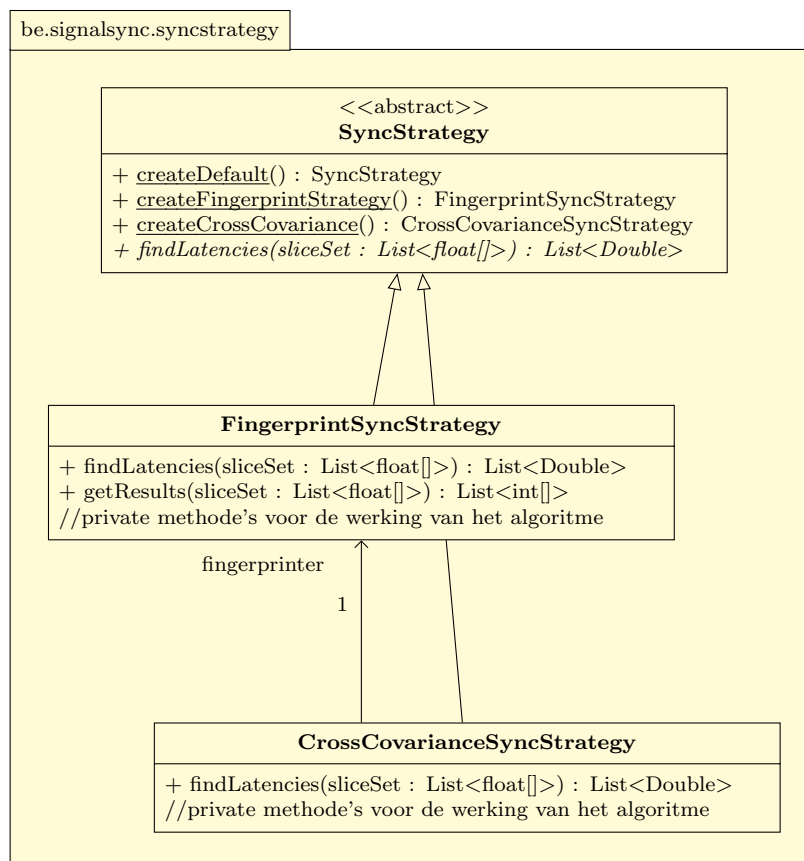 be.signalsync.syncstrategy
<<abstract>>
SyncStrategy
+ createDefault() : SyncStrategy
+ createFingerprintStrategy() : FingerprintSyncStrategy
+ createCrossCovariance() : CrossCovarianceSyncStrategy
+ findLatencies(sliceSet : List<float[]>) : List<Double>
FingerprintSyncStrategy
+ findLatencies(sliceSet : List<float[]>) : List<Double>
+ getResults(sliceSet : List<float[]>) : List<int[]>
//private methode's voor de werking van het algoritme
fingerprinter
1
CrossCovarianceSyncStrategy
+ findLatencies(sliceSet : List<float[]>) : List<Double>
//private methode's voor de werking van het algoritme